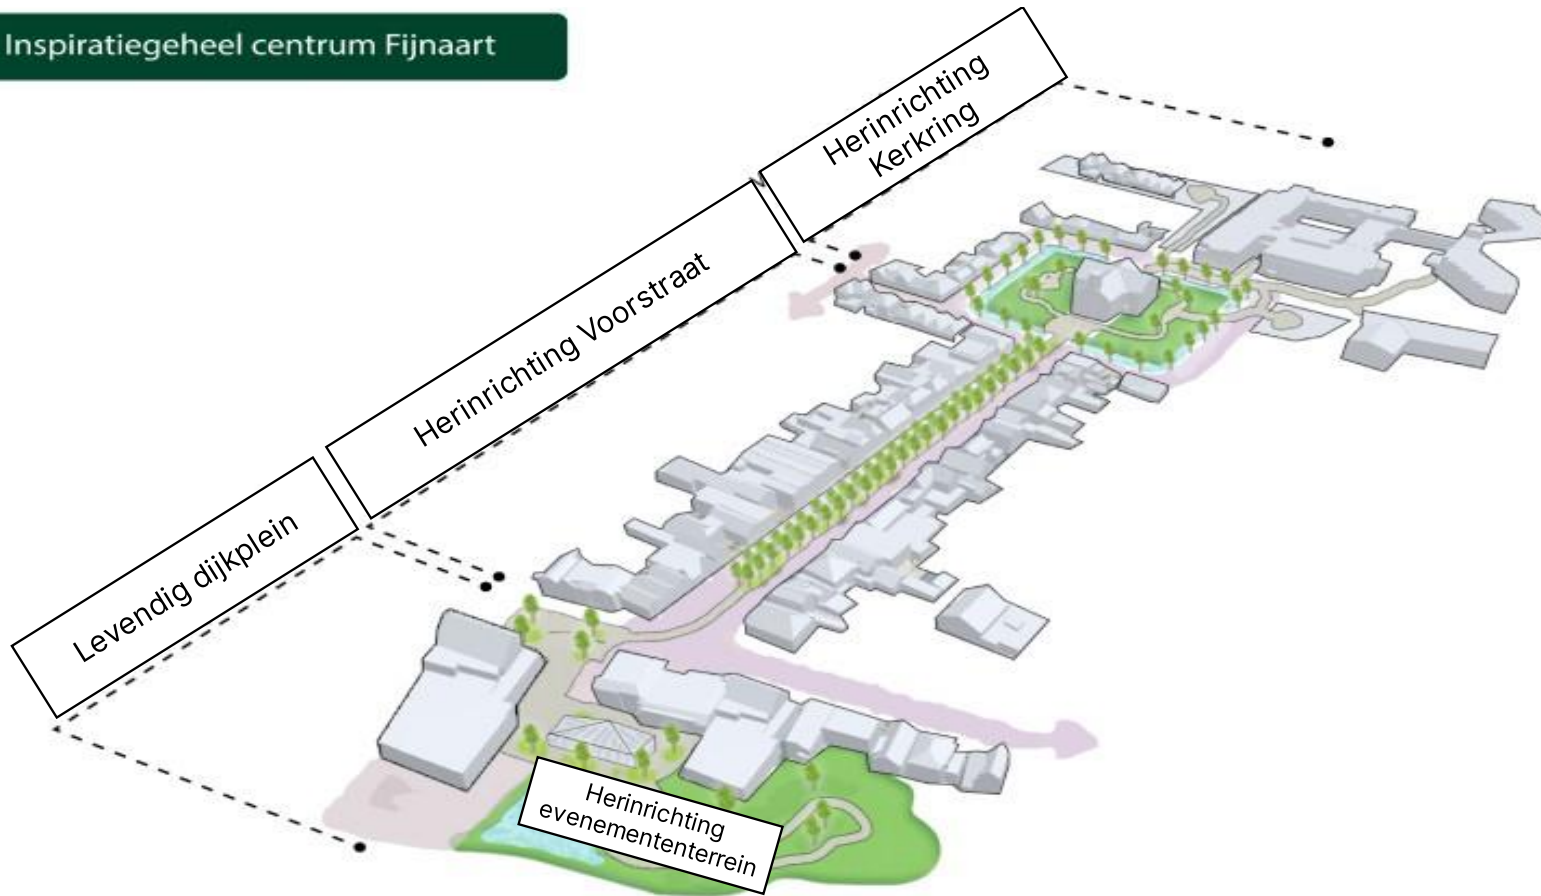 Inspiratiegeheel centrum Fijnaart
Herinrichting
Kerkring
Herinrichting Voorstraat
Levendig dijkplein
Herinrichting
evenemententerrein